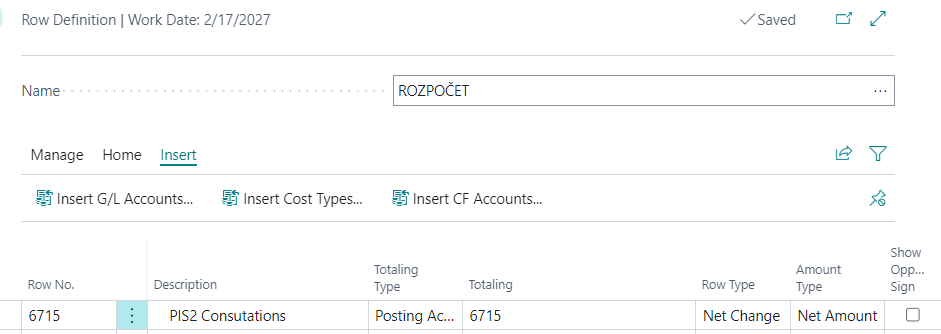 Row Definition | Work Date: 2/17/2027
Saved
Name
ROZPOČET
...
Manage Home Insert
Insert G/L Accounts... Insert Cost Types... Insert CF Accounts...
Row No. Description Totaling Type Totaling Row Type Amount Type Show Opp... Sign
6715 PIS2 Consutations Posting Ac... 6715 Net Change Net Amount